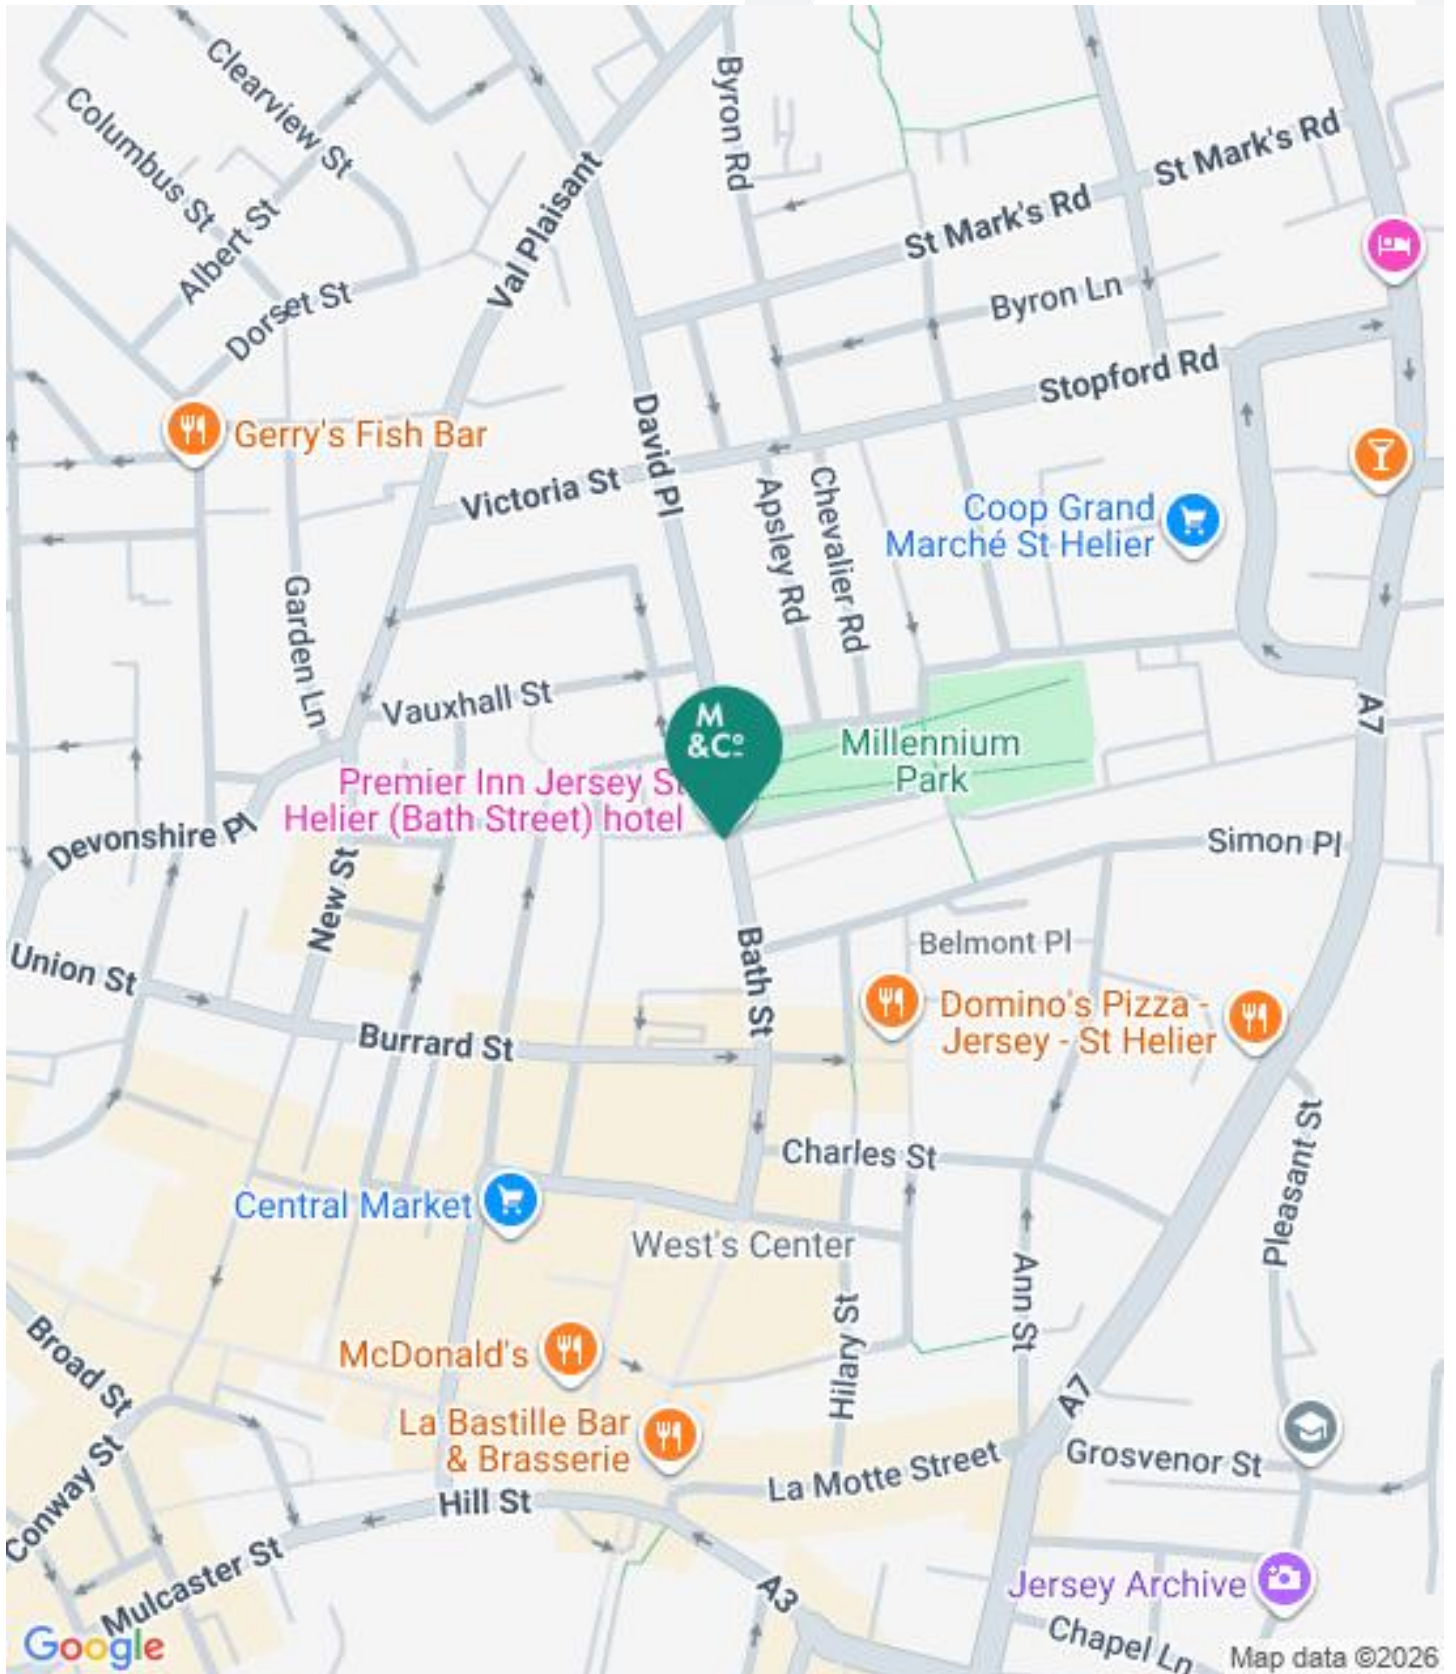 Clearview St
Columbus St
Byron Rd
St Mark's Rd
St Mark's Rd
Val Plaisant
Albert St
Dorset St
Byron Ln
Stopford Rd
David Pl
Gerry's Fish Bar
Victoria St
Apsley Rd
Chevalier Rd
Coop Grand
Marché St Helier
Garden Ln
Vauxhall St
M
&Cº
A7
Millennium
Park
Premier Inn Jersey St
Helier (Bath Street) hotel
Devonshire Pl
Simon Pl
New St
Bath St
Belmont Pl
Union St
Domino's Pizza -
Jersey - St Helier
Burrard St
Charles St
Pleasant St
Central Market
West's Center
Ann St
Hilary St
Broad St
McDonald's
A7
La Bastille Bar
& Brasserie
Conway St
La Motte Street
Grosvenor St
Hill St
Mulcaster St
Jersey Archive
A3
Chapel Ln
Google
Map data ©2026